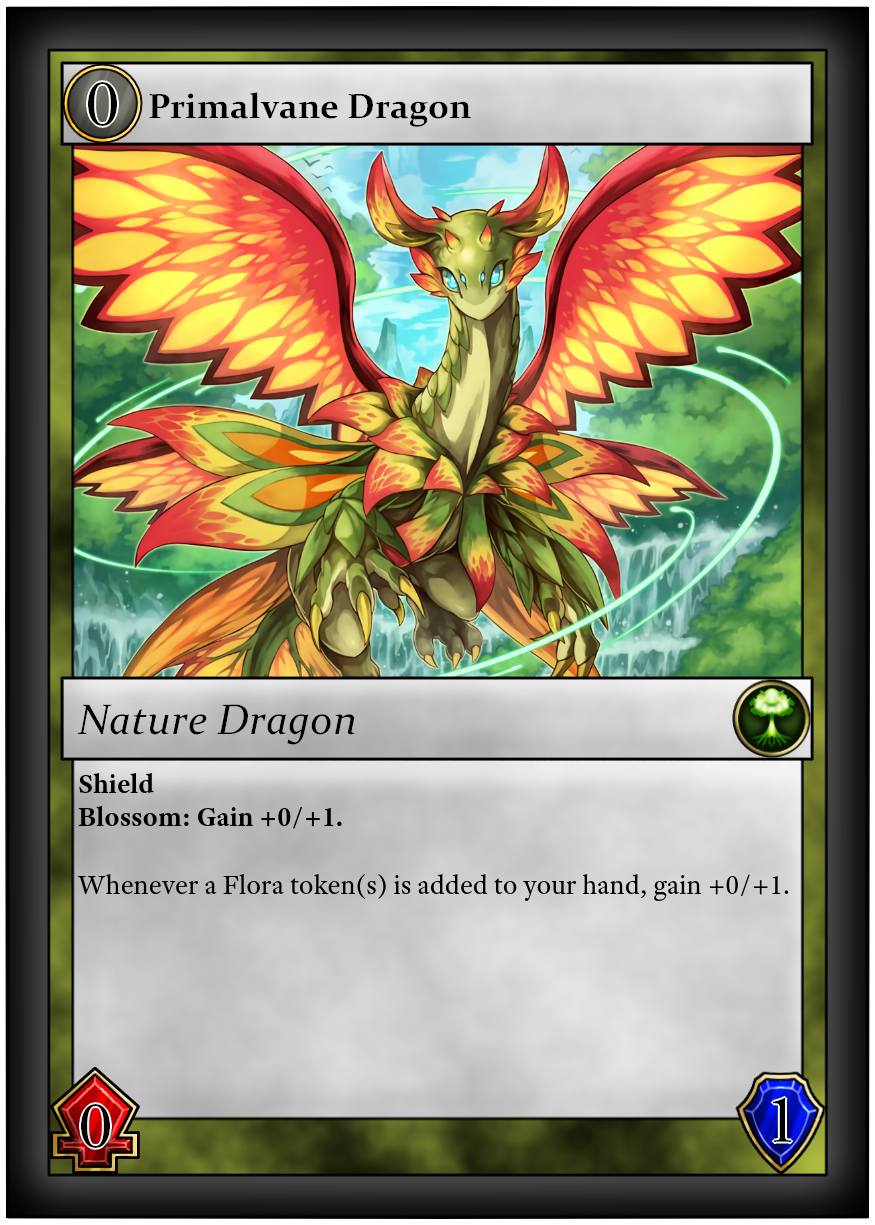 0 Primalvane Dragon
Nature Dragon
Shield
Blossom: Gain +0/+1.
Whenever a Flora token(s) is added to your hand, gain +0/+1.
0 1